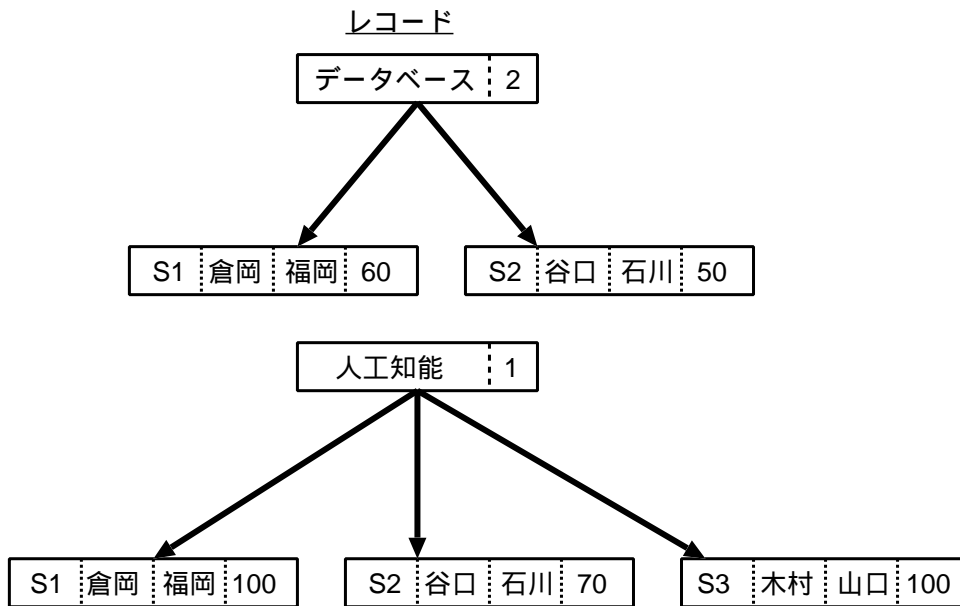 レコード
データベース 2
S1 倉岡 福岡 60
S2 谷口 石川 50
人工知能 1
S1 倉岡 福岡 100
S2 谷口 石川 70
S3 木村 山口 100